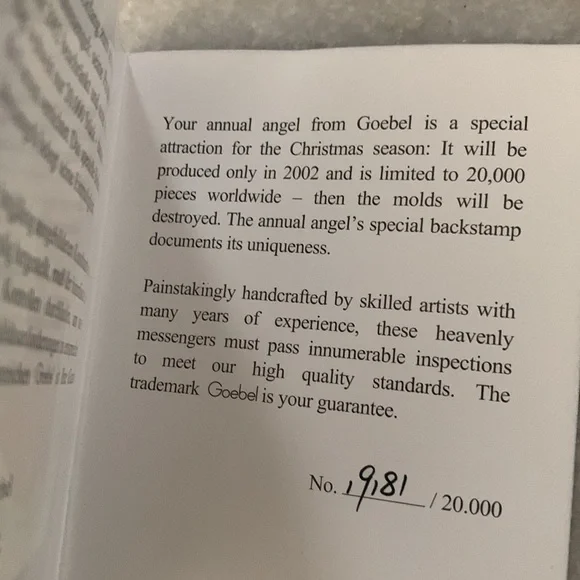 Your annual angel from Goebel is a special
attraction for the Christmas season: It will be
produced only in 2002 and is limited to 20,000
pieces worldwide – then the molds will be
destroyed. The annual angel's special backstamp
documents its uniqueness.
Painstakingly handcrafted by skilled artists with
many years of experience, these heavenly
messengers must pass innumerable inspections
to meet our high quality standards. The
trademark Goebel is your guarantee.
No. 19181 / 20.000